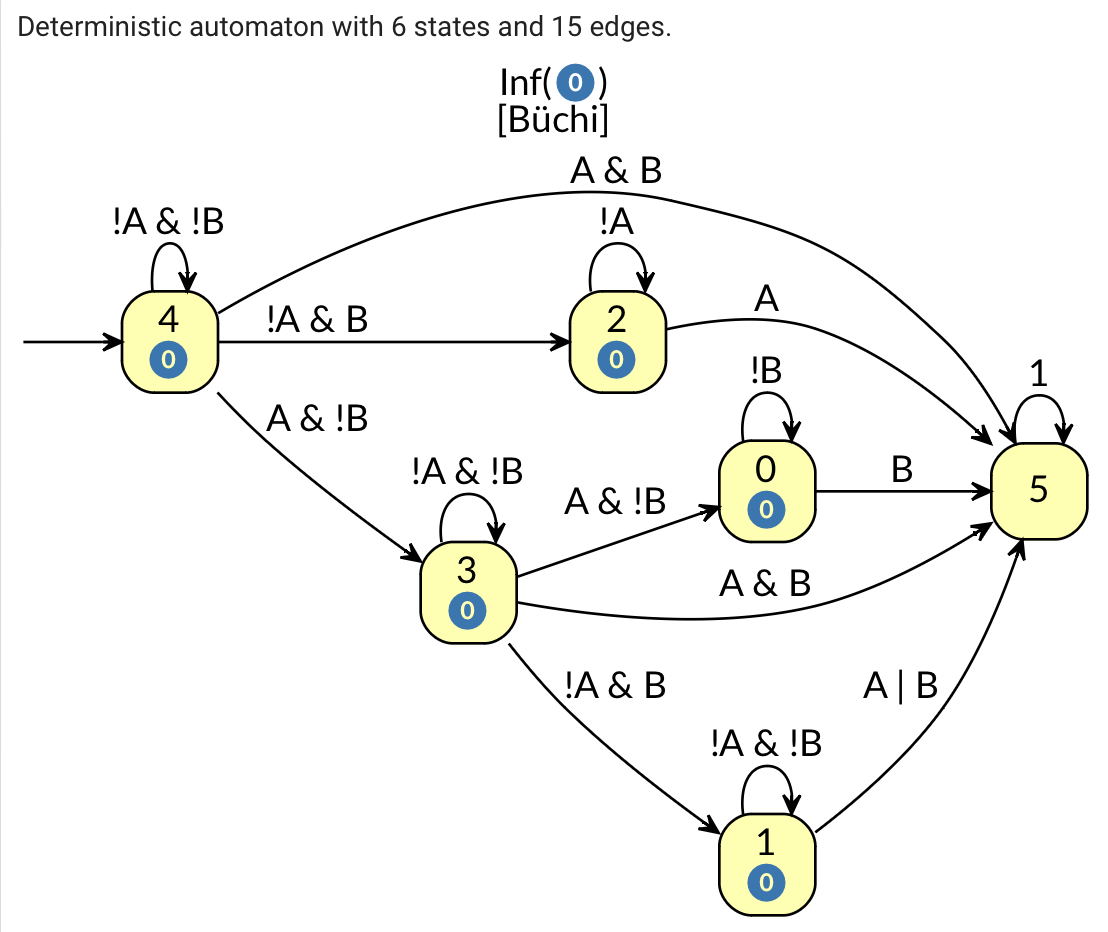 Deterministic automaton with 6 states and 15 edges.
Inf(0)
[Büchi]
A & B
!A & !B
!A
4
0
!A & B
2
0
A
A & !B
!B
1
!A & !B
A & !B
0
0
B
5
3
0
A & B
!A & B
A | B
!A & !B
1
0